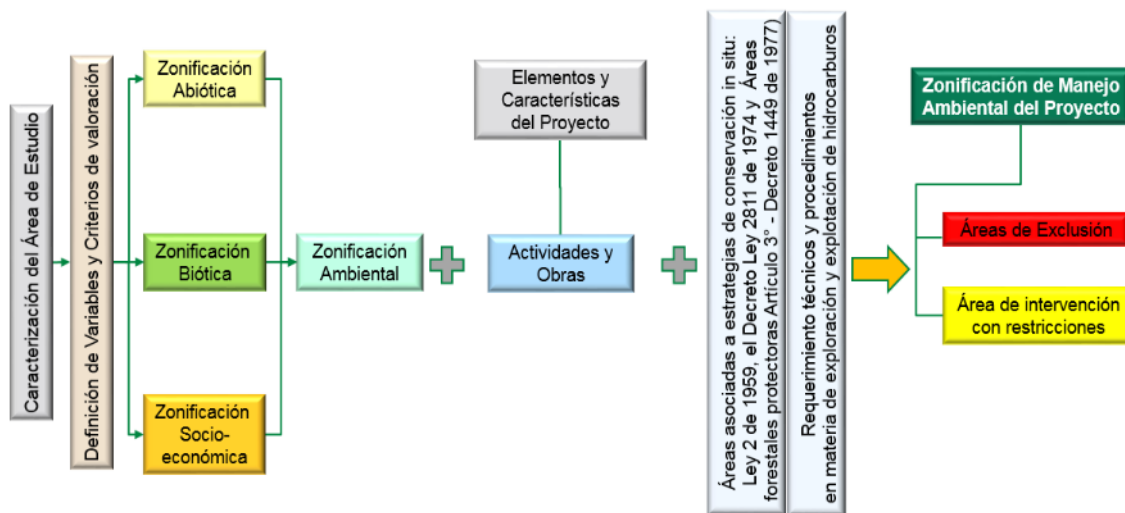 Caracterización del Área de Estudio
Definición de Variables y Criterios de valoración
Zonificación
Abiótica
Zonificación
Biótica
Zonificación
Socio-
económica
Zonificación
Ambiental
Elementos y
Características
del Proyecto
Actividades y
Obras
Áreas asociadas a estrategias de conservación in situ:
Ley 2 de 1959, el Decreto Ley 2811 de 1974 y Áreas
forestales protectoras Artículo 3° - Decreto 1449 de 1977)
Requerimiento técnicos y procedimientos
en materia de exploración y explotación de hidrocarburos
Zonificación de Manejo
Ambiental del Proyecto
Áreas de Exclusión
Área de intervención
con restricciones